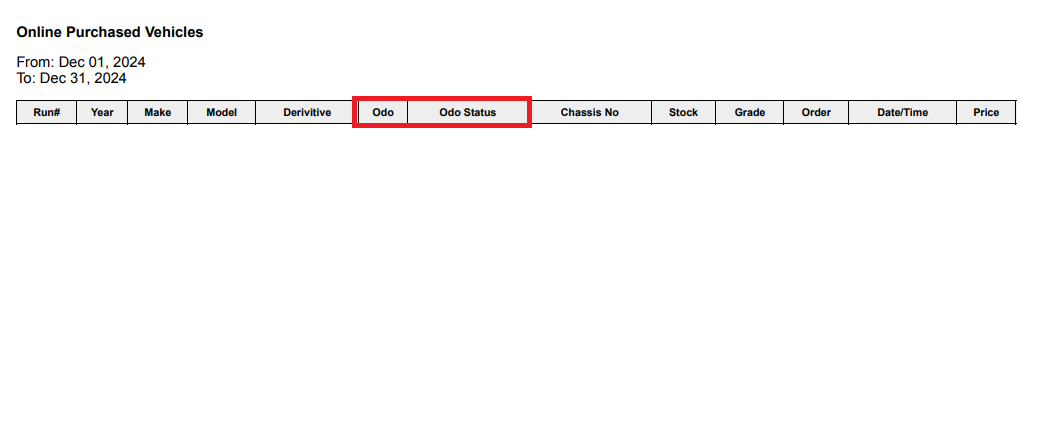 Online Purchased Vehicles
From: Dec 01, 2024
To: Dec 31, 2024
Run# Year Make Model Derivitive Odo Odo Status Chassis No Stock Grade Order Date/Time Price